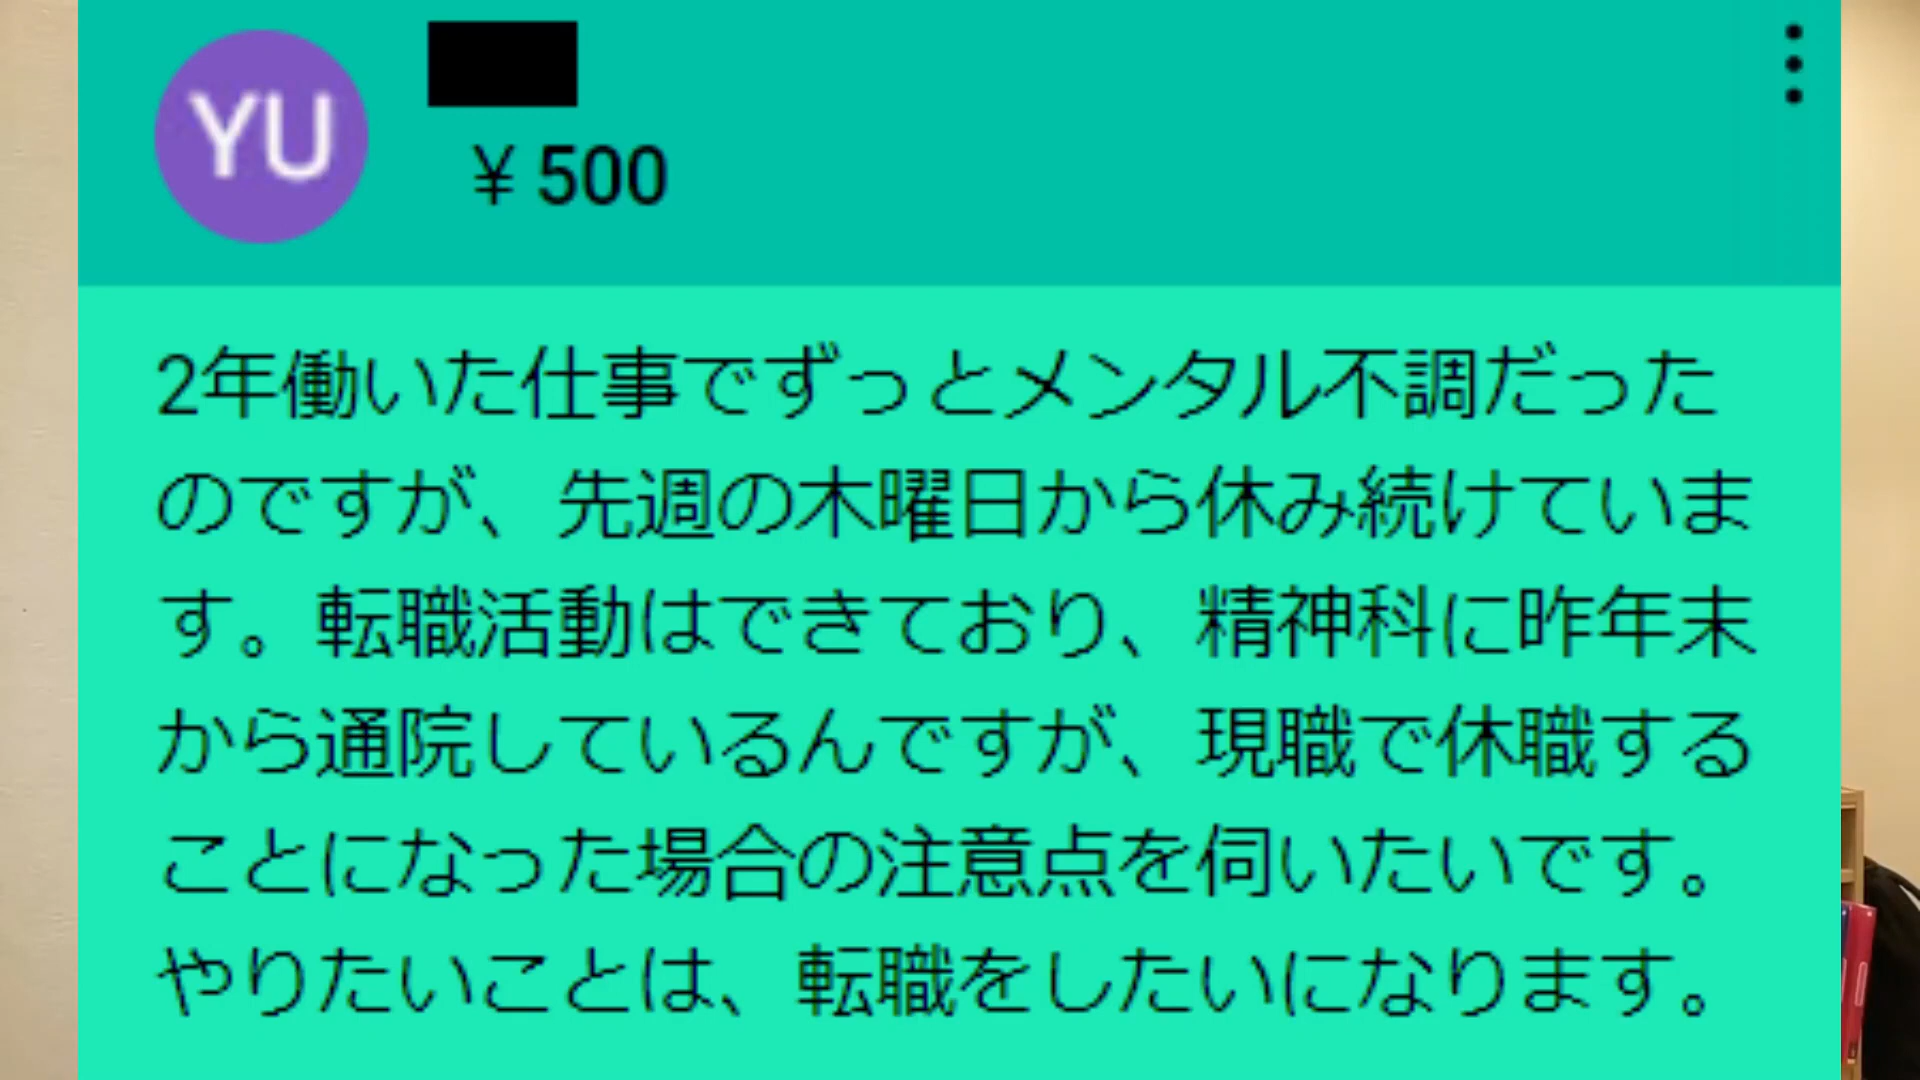 YU
¥500
2年働いた仕事でずっとメンタル不調だった
のですが、先週の木曜日から休み続けていま
す。転職活動はできており、精神科に昨年末
から通院しているんですが、現職で休職する
ことになった場合の注意点を伺いたいです。
やりたいことは、転職をしたいになります。